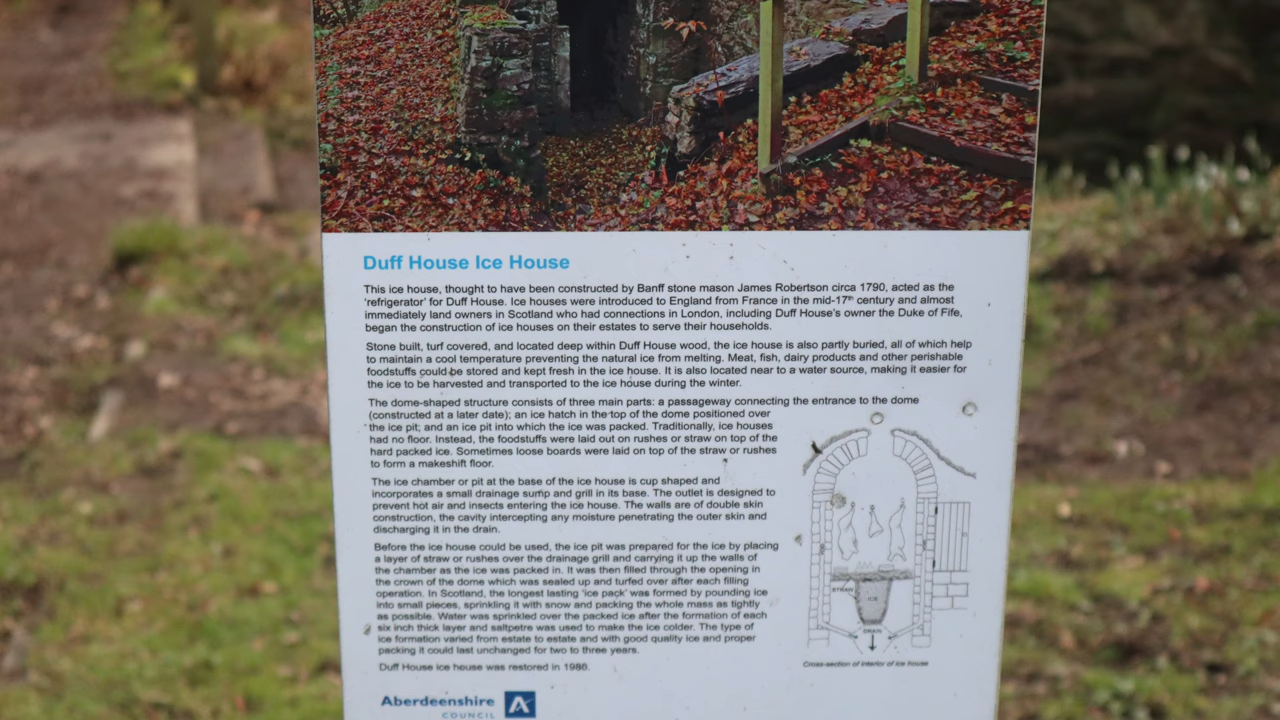 Duff House Ice House
This ice house, thought to have been constructed by Banff stone mason James Robertson circa 1790, acted as the
'refrigerator' for Duff House. Ice houses were introduced to England from France in the mid-17th century and almost
immediately land owners in Scotland who had connections in London, including Duff House's owner the Duke of Fife,
began the construction of ice houses on their estates to serve their households.
Stone built, turf covered, and located deep within Duff House wood, the ice house is also partly buried, all of which help
to maintain a cool temperature preventing the natural ice from melting. Meat, fish, dairy products and other perishable
foodstuffs could be stored and kept fresh in the ice house. It is also located near to a water source, making it easier for
the ice to be harvested and transported to the ice house during the winter.
The dome-shaped structure consists of three main parts: a passageway connecting the entrance to the dome
(constructed at a later date); an ice hatch in the top of the dome positioned over
the ice pit; and an ice pit into which the ice was packed. Traditionally, ice houses
had no floor. Instead, the foodstuffs were laid out on rushes or straw on top of the
hard packed ice. Sometimes loose boards were laid on top of the straw or rushes
to form a makeshift floor.
The ice chamber or pit at the base of the ice house is cup shaped and
incorporates a small drainage sump and grill in its base. The outlet is designed to
prevent hot air and insects entering the ice house. The walls are of double skin
construction, the cavity intercepting any moisture penetrating the outer skin and
discharging it in the drain.
Before the ice house could be used, the ice pit was prepared for the ice by placing
a layer of straw or rushes over the drainage grill and carrying it up the walls of
the chamber as the ice was packed in. It was then filled through the opening in
the crown of the dome which was sealed up and turfed over after each filling
operation. In Scotland, the longest lasting 'ice pack' was formed by pounding ice
into small pieces, sprinkling it with snow and packing the whole mass as tightly
as possible. Water was sprinkled over the packed ice after the formation of each
six inch thick layer and saltpetre was used to make the ice colder. The type of
ice formation varied from estate to estate and with good quality ice and proper
packing it could last unchanged for two to three years.
Duff House ice house was restored in 1986.
STRAW
ICE
DRAIN
Cross-section of interior of ice house
Aberdeenshire
COUNCIL